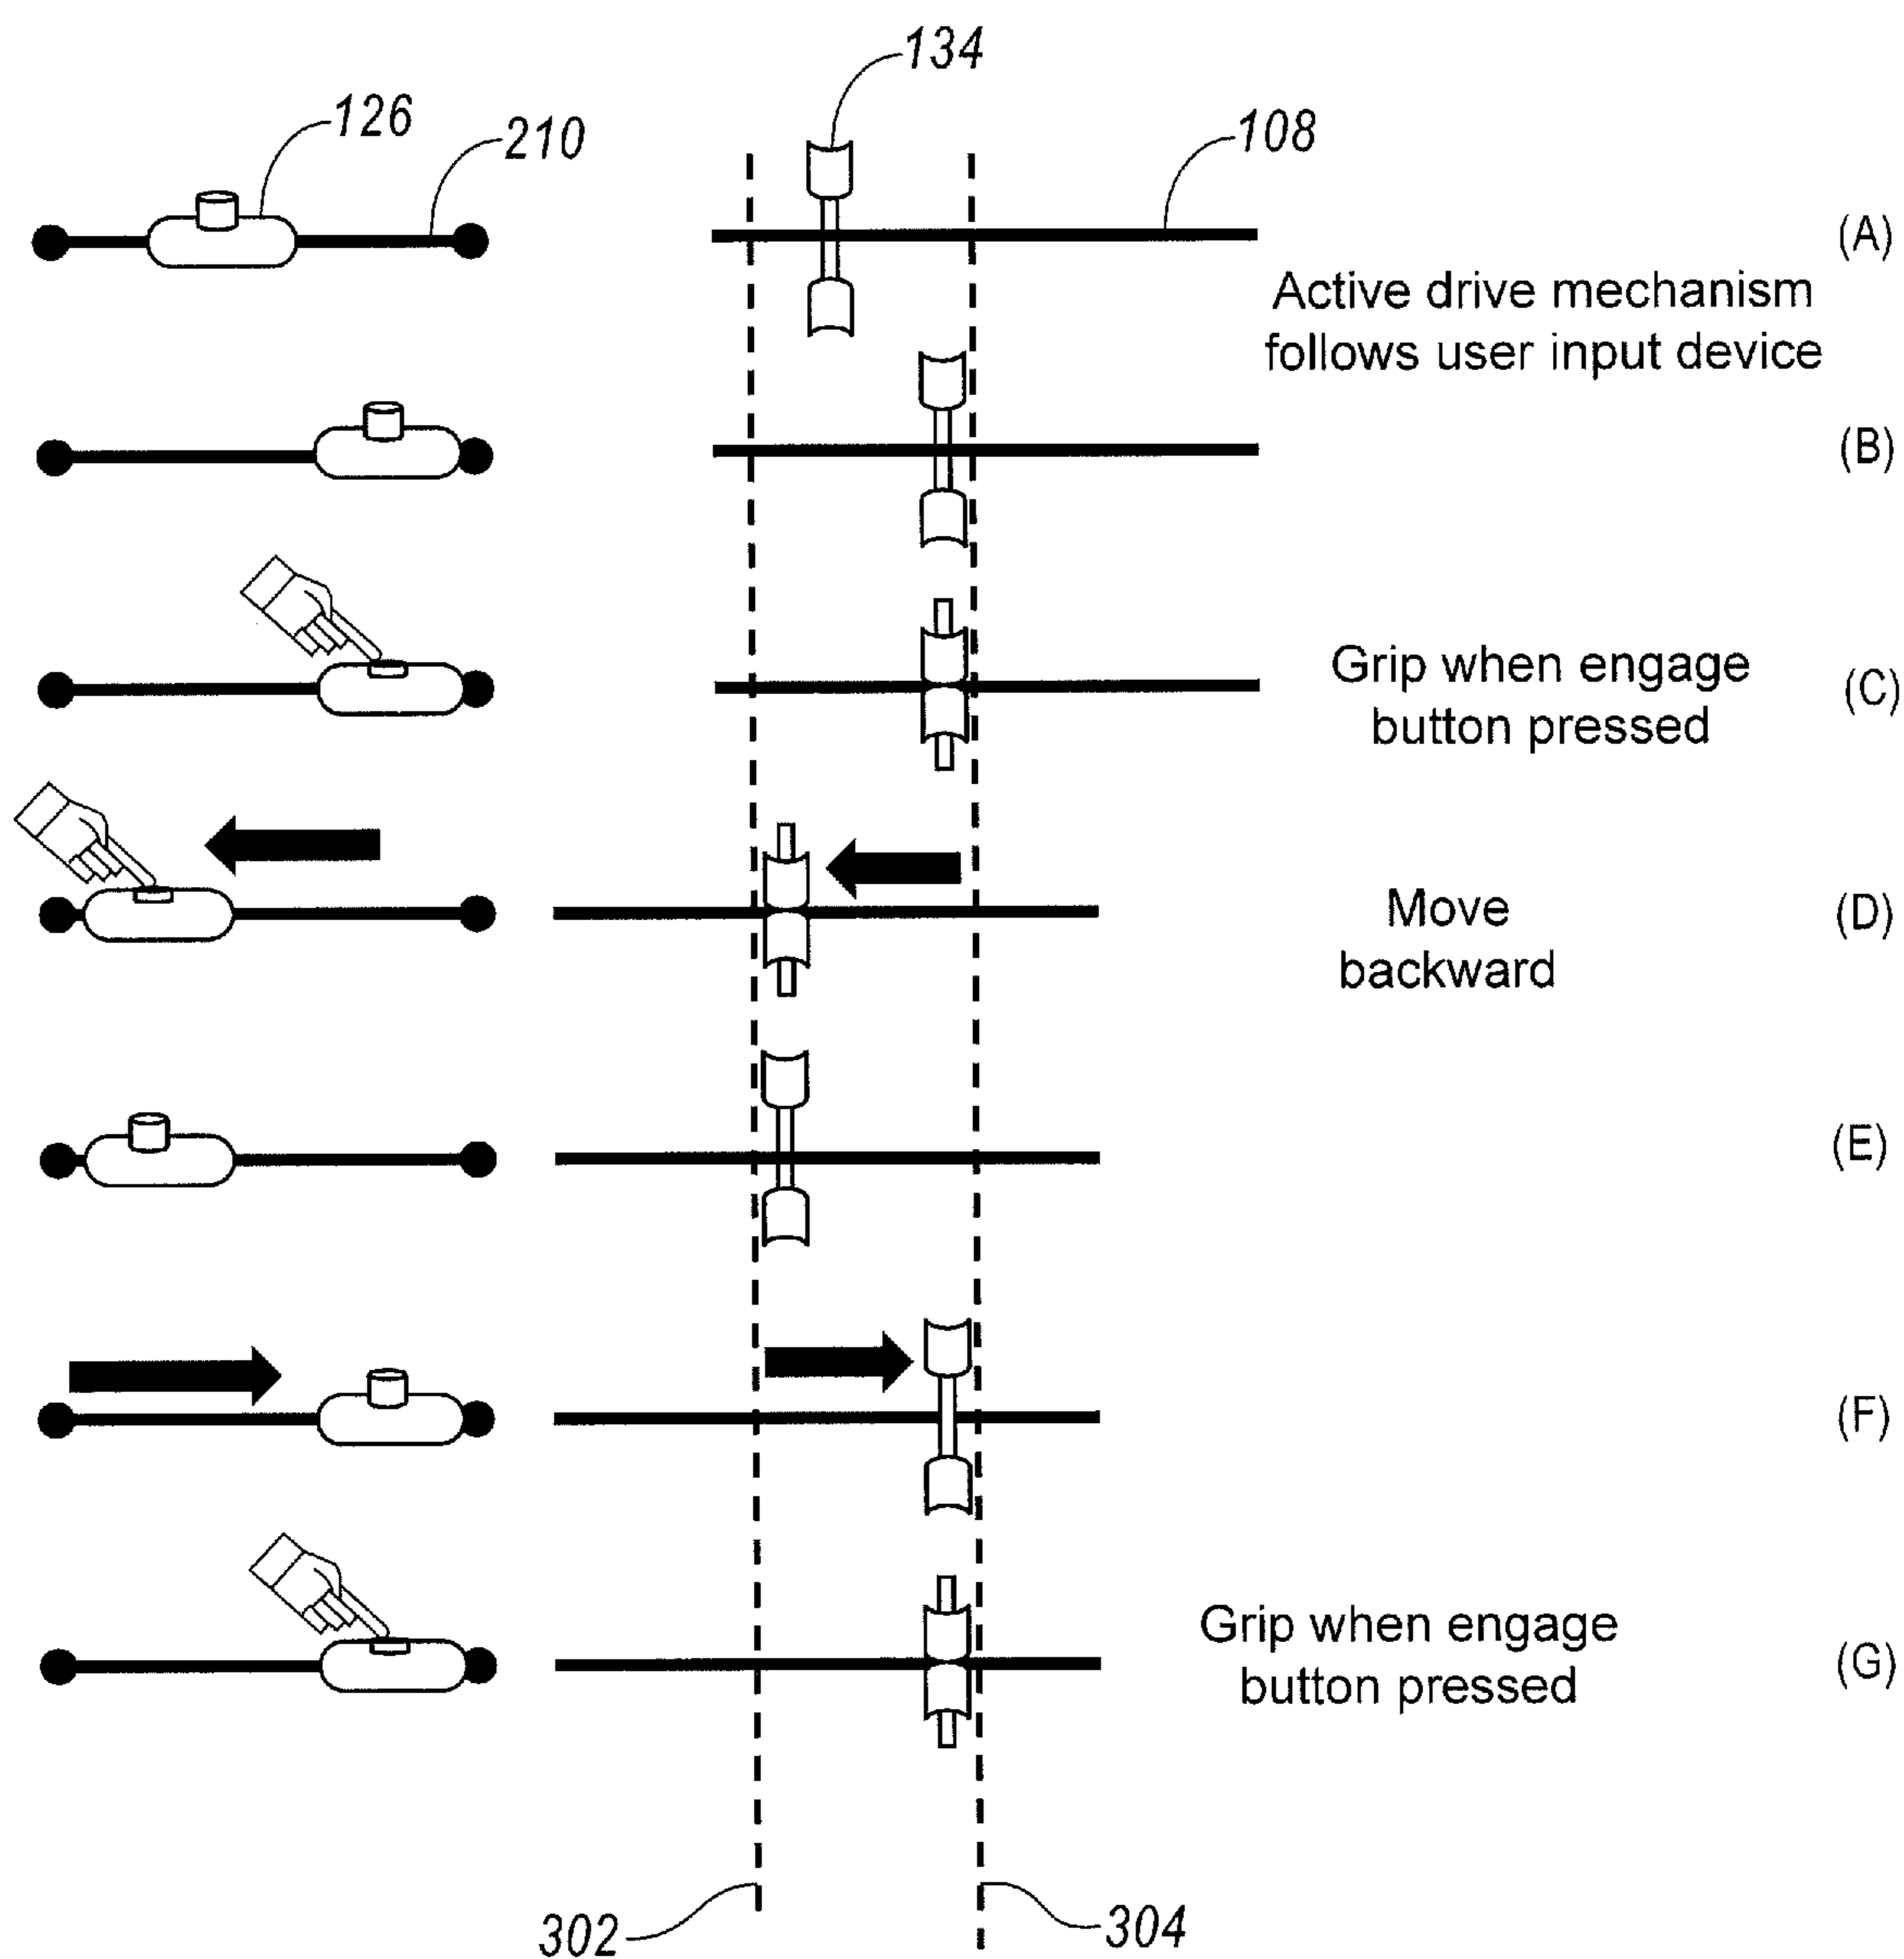 134
126
210
108
(A)
Active drive mechanism
follows user input device
(B)
Grip when engage
button pressed
(C)
Move
backward
(D)
(E)
(F)
Grip when engage
button pressed
(G)
302
304